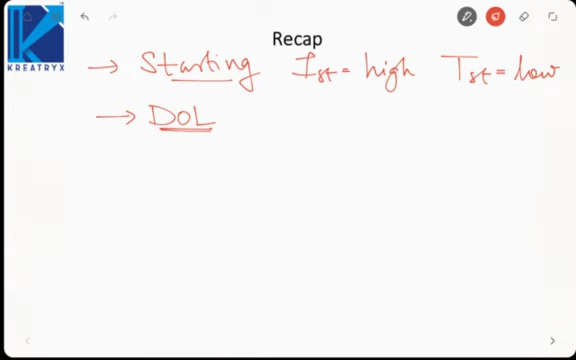 KREATRYX
Recap
→ Starting Ist = high Tst = low
→ DOL